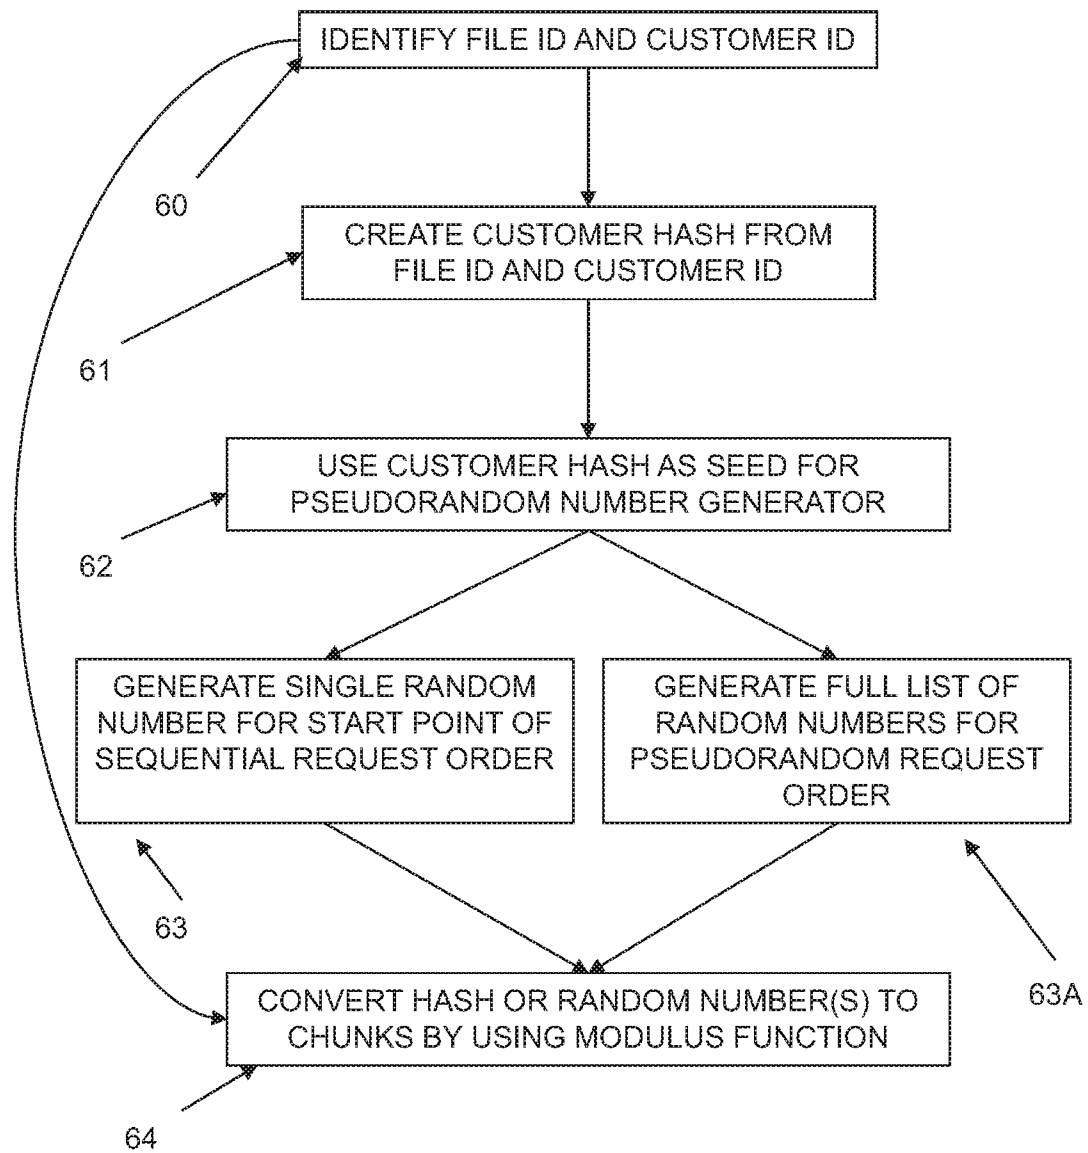 IDENTIFY FILE ID AND CUSTOMER ID
60
CREATE CUSTOMER HASH FROM
FILE ID AND CUSTOMER ID
61
USE CUSTOMER HASH AS SEED FOR
PSEUDORANDOM NUMBER GENERATOR
62
GENERATE SINGLE RANDOM
NUMBER FOR START POINT OF
SEQUENTIAL REQUEST ORDER
63
GENERATE FULL LIST OF
RANDOM NUMBERS FOR
PSEUDORANDOM REQUEST
ORDER
63A
CONVERT HASH OR RANDOM NUMBER(S) TO
CHUNKS BY USING MODULUS FUNCTION
64